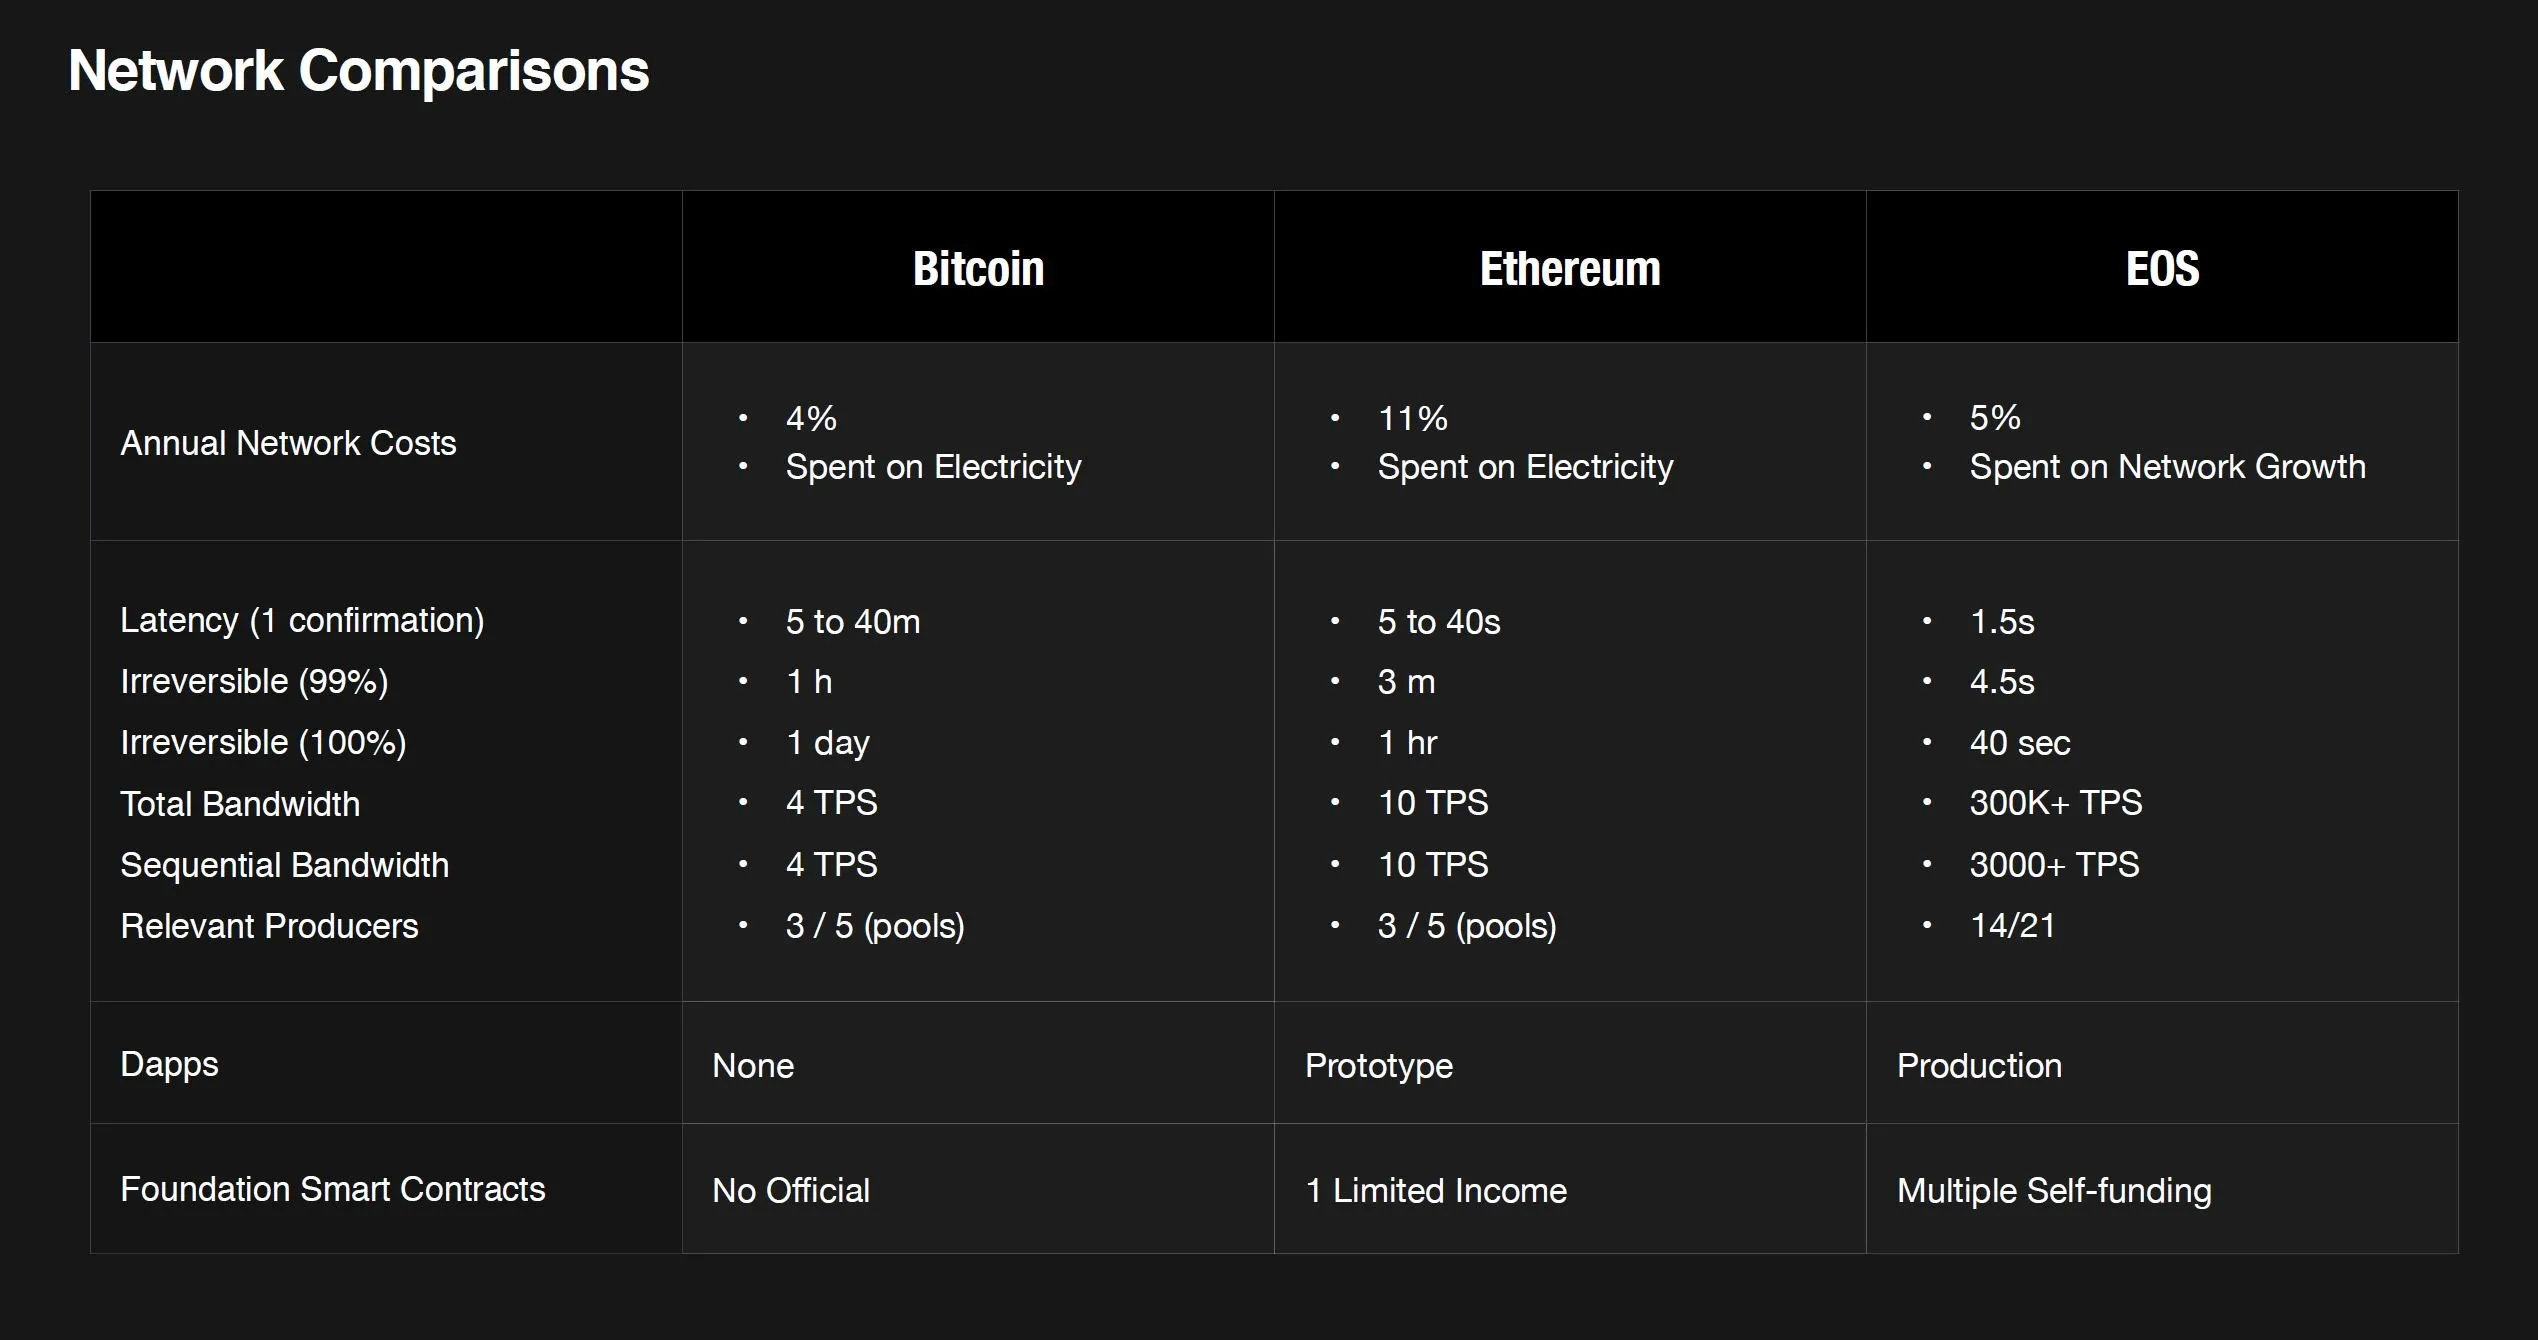 Network Comparisons
Bitcoin
Ethereum
EOS
Annual Network Costs
• 4%
• Spent on Electricity
• 11%
• Spent on Electricity
• 5%
• Spent on Network Growth
Latency (1 confirmation)
Irreversible (99%)
Irreversible (100%)
Total Bandwidth
Sequential Bandwidth
Relevant Producers
• 5 to 40m
• 1 h
• 1 day
• 4 TPS
• 4 TPS
• 3 / 5 (pools)
• 5 to 40s
• 3 m
• 1 hr
• 10 TPS
• 10 TPS
• 3 / 5 (pools)
• 1.5s
• 4.5s
• 40 sec
• 300K+ TPS
• 3000+ TPS
• 14/21
Dapps
None
Prototype
Production
Foundation Smart Contracts
No Official
1 Limited Income
Multiple Self-funding